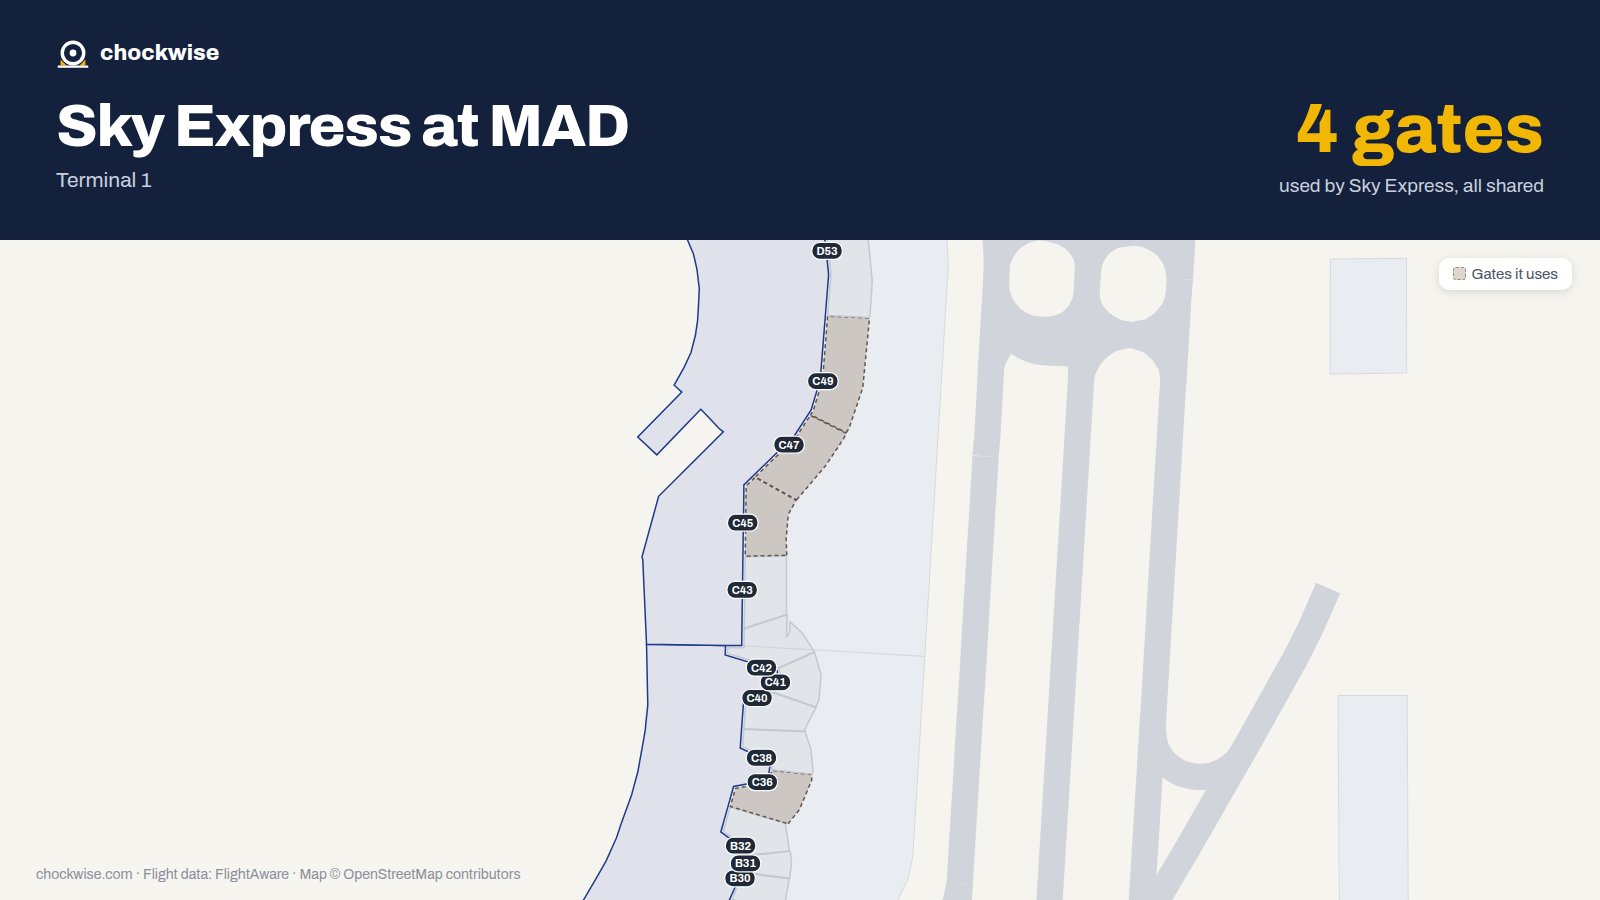 chockwise
Sky Express at MAD
Terminal 1
4 gates
used by Sky Express, all shared
Gates it uses
D53
C49
C47
C45
C43
C42
C41
C40
C38
C36
B32
B31
B30
chockwise.com · Flight data: FlightAware · Map © OpenStreetMap contributors